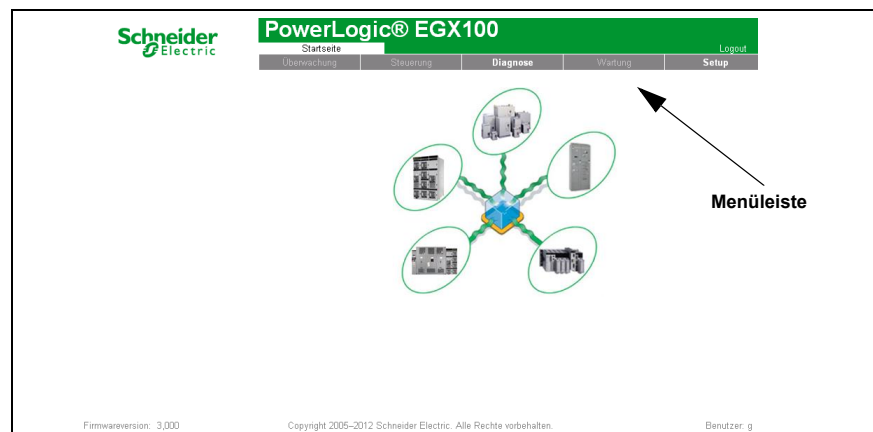 Schneider
Electric
PowerLogic® EGX100
Startseite Logout
Überwachung Steuerung Diagnose Wartung Setup
Menüleiste
Firmwareversion: 3,000 Copyright 2005–2012 Schneider Electric. Alle Rechte vorbehalten. Benutzer: g